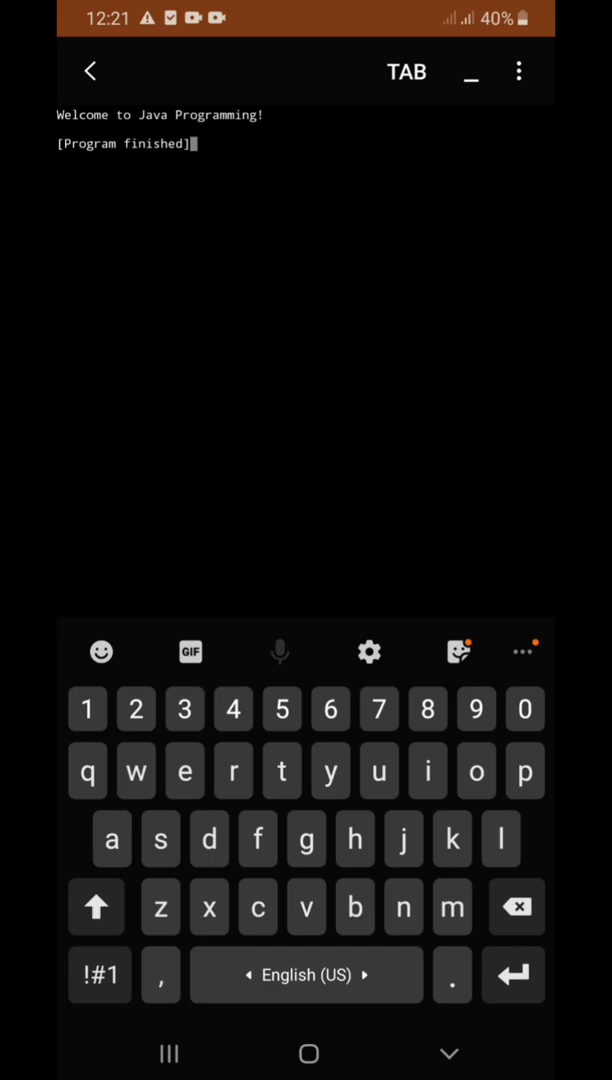 12:21
40%
TAB _
Welcome to Java Programming!
[Program finished]
GIF
1 2 3 4 5 6 7 8 9 0
q w e r t y u i o p
a s d f g h j k l
z x c v b n m
!#1 , English (US) .